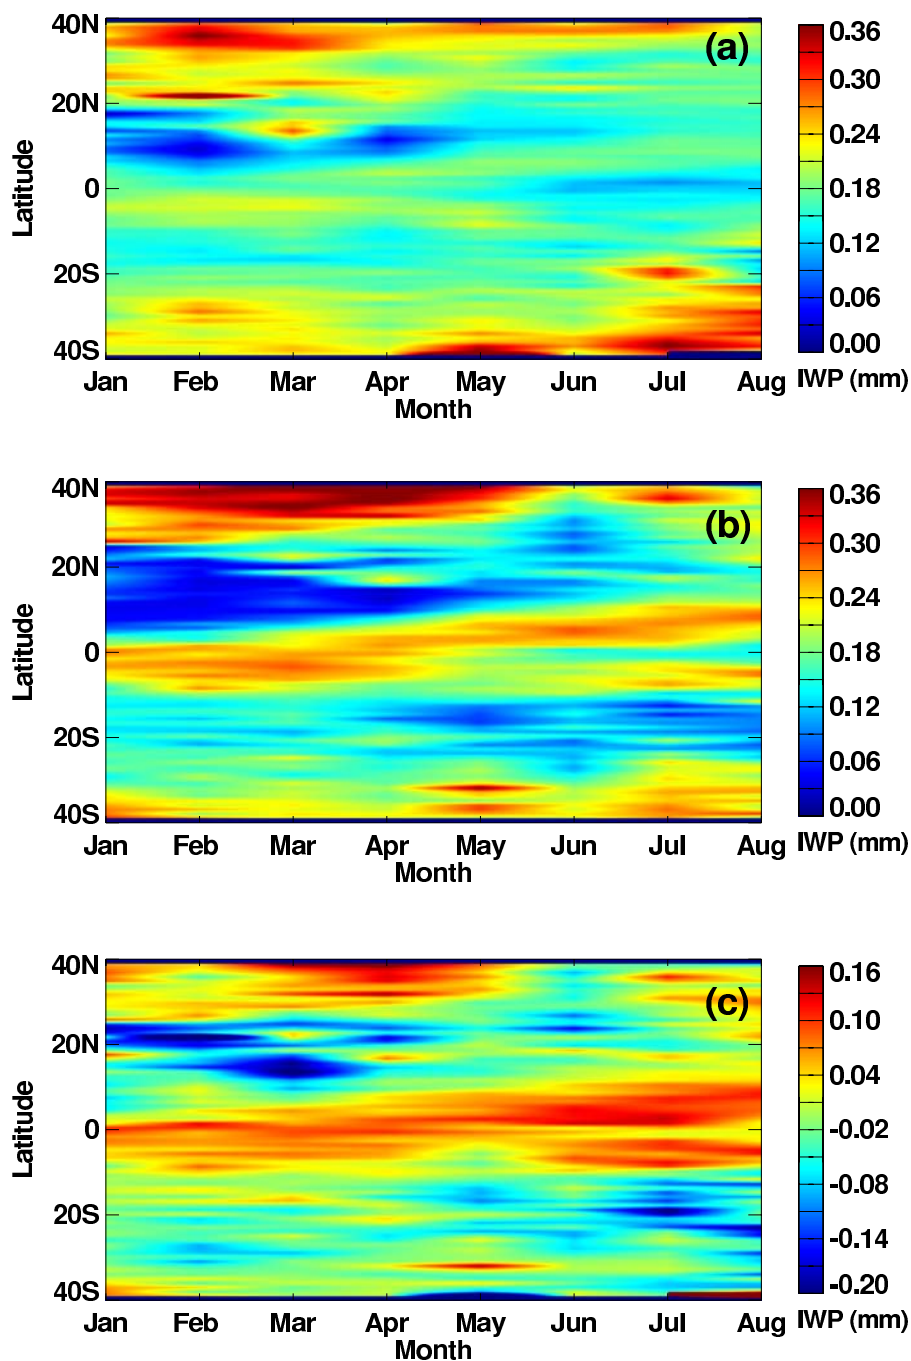 (a)
40N
20N
0
20S
40S
Latitude
Jan Feb Mar Apr May Jun Jul Aug
Month
0.36
0.30
0.24
0.18
0.12
0.06
0.00
IWP (mm)
(b)
40N
20N
0
20S
40S
Latitude
Jan Feb Mar Apr May Jun Jul Aug
Month
0.36
0.30
0.24
0.18
0.12
0.06
0.00
IWP (mm)
(c)
40N
20N
0
20S
40S
Latitude
Jan Feb Mar Apr May Jun Jul Aug
Month
0.16
0.10
0.04
-0.02
-0.08
-0.14
-0.20
IWP (mm)